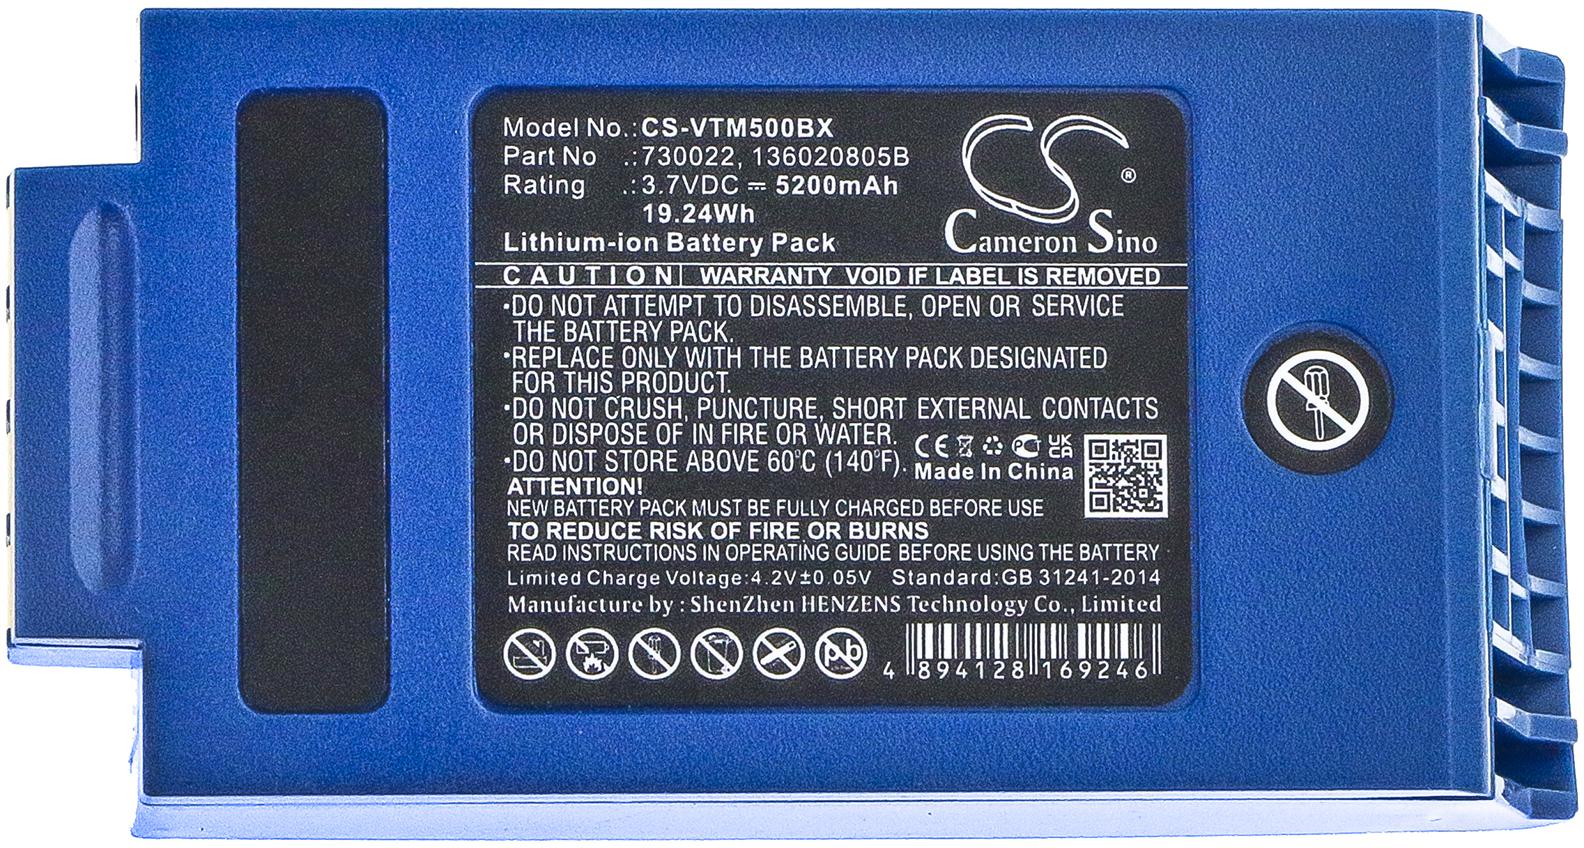 Model No.:CS-VTM500BX
Part No .:730022, 136020805B
Rating .:3.7VDC ⎓ 5200mAh
19.24Wh
Lithium-ion Battery Pack
CS ®
Cameron Sino
CAUTION| WARRANTY VOID IF LABEL IS REMOVED
•DO NOT ATTEMPT TO DISASSEMBLE, OPEN OR SERVICE
THE BATTERY PACK.
•REPLACE ONLY WITH THE BATTERY PACK DESIGNATED
FOR THIS PRODUCT.
•DO NOT CRUSH, PUNCTURE, SHORT EXTERNAL CONTACTS
OR DISPOSE OF IN FIRE OR WATER.
•DO NOT STORE ABOVE 60°C (140°F).
CE UK CA
Made In China
ATTENTION!
NEW BATTERY PACK MUST BE FULLY CHARGED BEFORE USE
TO REDUCE RISK OF FIRE OR BURNS
READ INSTRUCTIONS IN OPERATING GUIDE BEFORE USING THE BATTERY
Limited Charge Voltage:4.2V±0.05V Standard:GB 31241-2014
Manufacture by : ShenZhen HENZENS Technology Co., Limited
pb
4 894128 169246